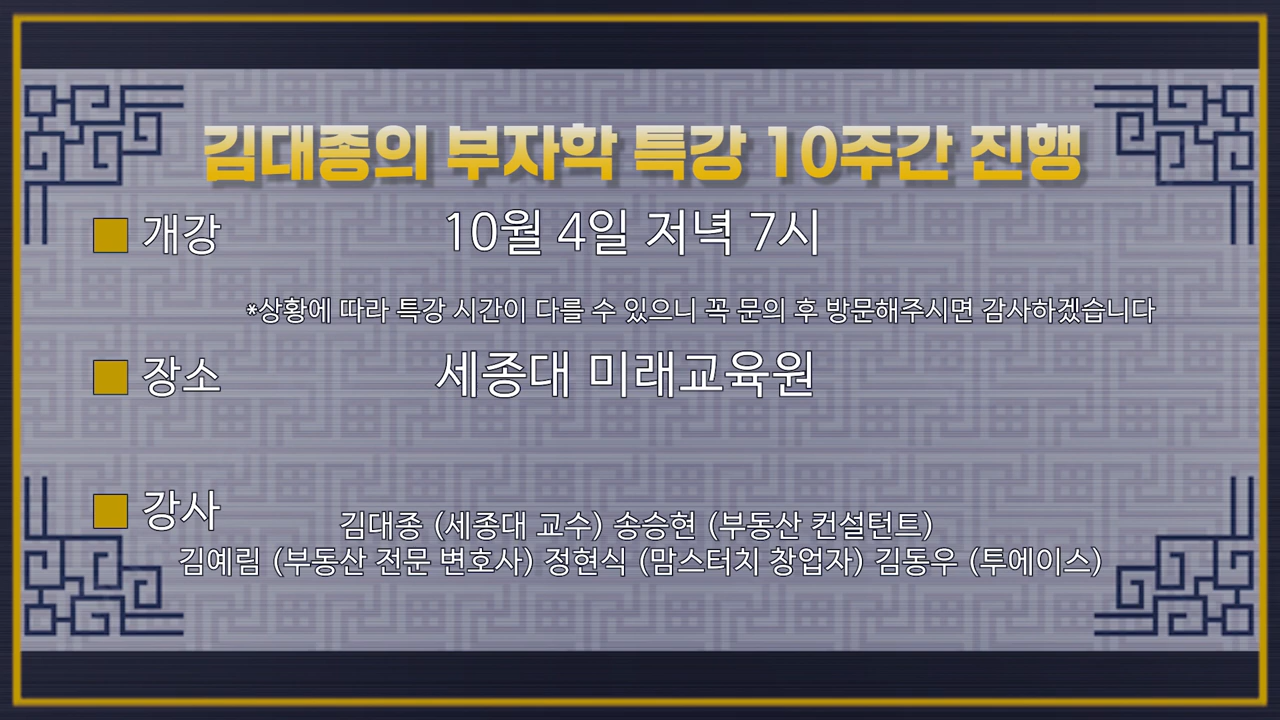 김대종의 부자학 특강 10주간 진행
개강 10월 4일 저녁 7시
*상황에 따라 특강 시간이 다를 수 있으니 꼭 문의 후 방문해주시면 감사하겠습니다
장소 세종대 미래교육원
강사
김대종 (세종대 교수) 송승현 (부동산 컨설턴트)
김예림 (부동산 전문 변호사) 정현식 (맘스터치 창업자) 김동우 (투에이스)